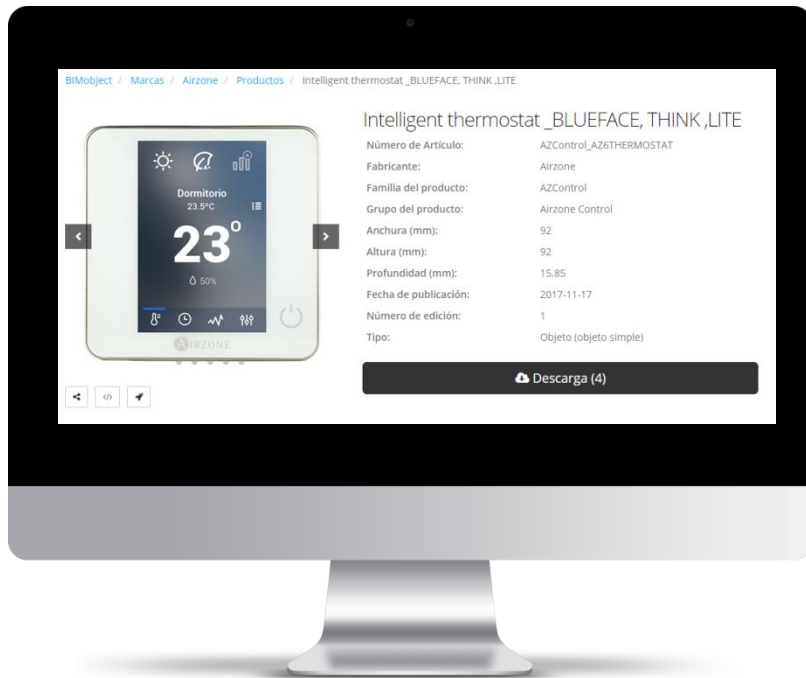 BIMobject / Marcas / Airzone / Productos / Intelligent thermostat _BLUEFACE, THINK ,LITE
Intelligent thermostat _BLUEFACE, THINK ,LITE
Número de Artículo: AZControl_AZ6THERMOSTAT
Fabricante: Airzone
Familia del producto: AZControl
Grupo del producto: Airzone Control
Anchura (mm): 92
Altura (mm): 92
Profundidad (mm): 15.85
Fecha de publicación: 2017-11-17
Número de edición: 1
Tipo: Objeto (objeto simple)
Descarga (4)
Dormitorio
23.5ºC
23º
50%
AIRZONE